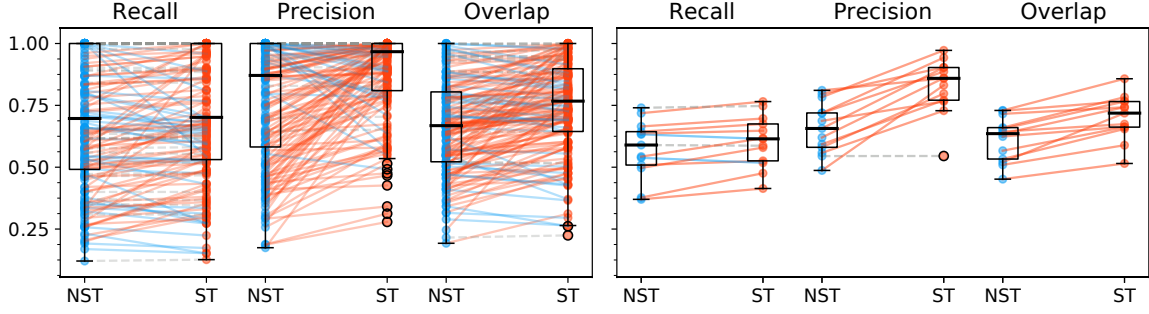 Recall Precision Overlap Recall Precision Overlap
1.00
0.75
0.50
0.25
NST ST NST ST NST ST NST ST NST ST NST ST